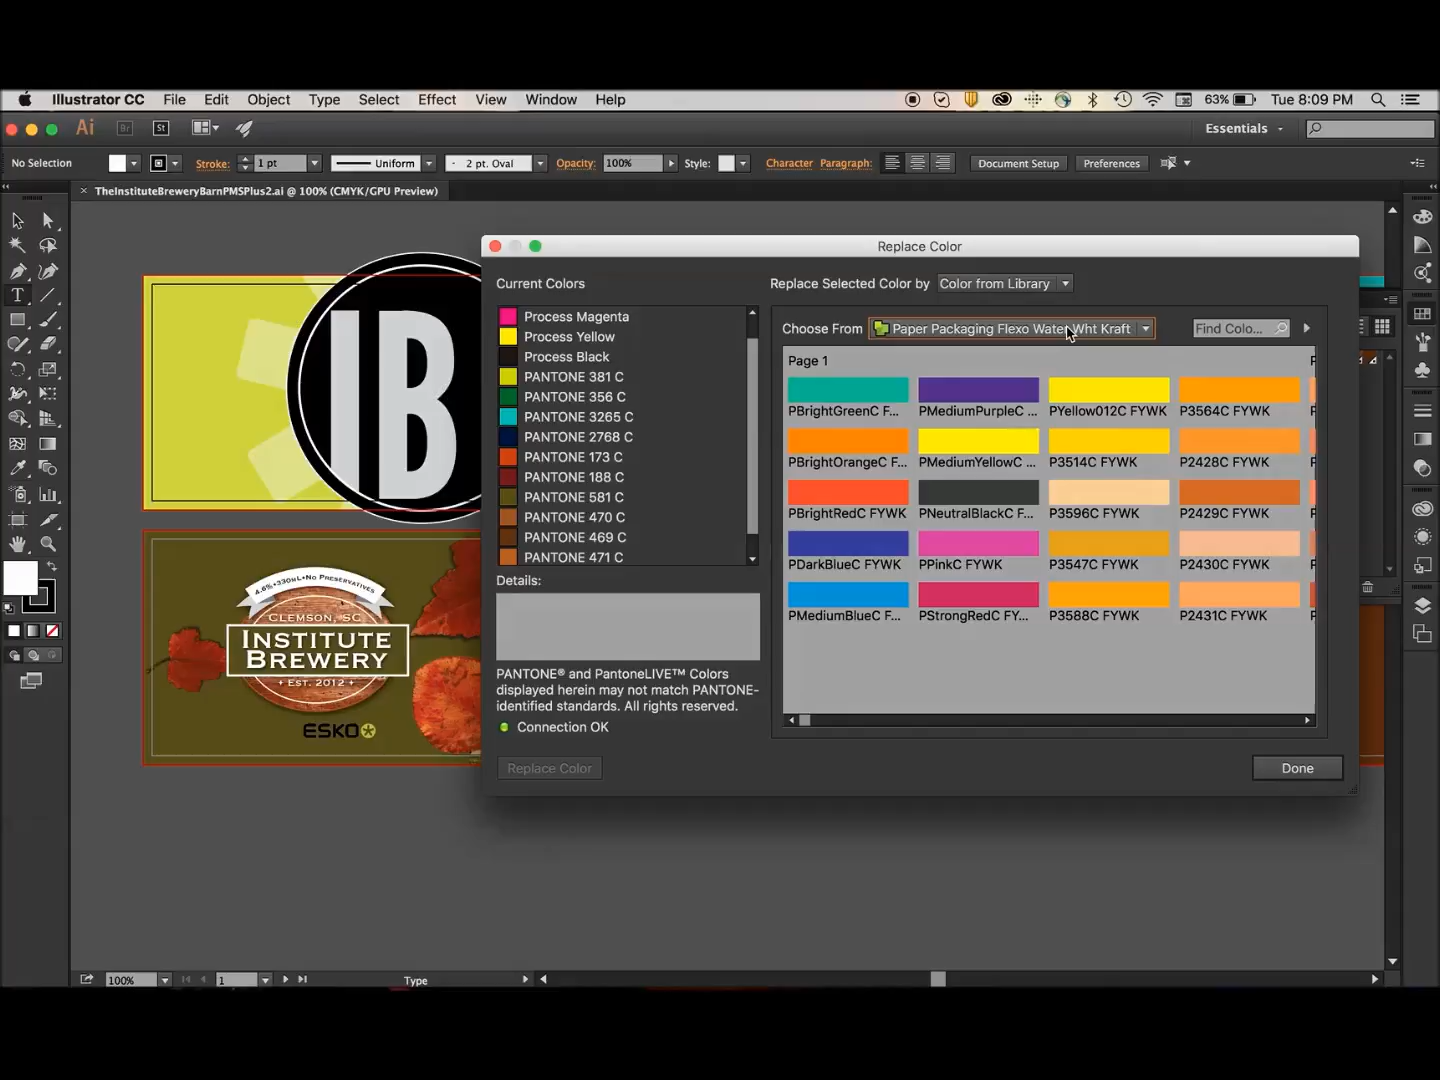 Illustrator CC File Edit Object Type Select Effect View Window Help 63% Tue 8:09 PM
Ai Br St Essentials
No Selection Stroke: 1 pt Uniform 2 pt. Oval Opacity: 100% Style: Character Paragraph: Document Setup Preferences
× TheInstituteBreweryBarnPMSPlus2.ai @ 100% (CMYK/GPU Preview)
IB
4.6%•330mL•No Preservatives
CLEMSON, SC
INSTITUTE
BREWERY
EST. 2012
ESKO
Replace Color
Current Colors
Process Magenta
Process Yellow
Process Black
PANTONE 381 C
PANTONE 356 C
PANTONE 3265 C
PANTONE 2768 C
PANTONE 173 C
PANTONE 188 C
PANTONE 581 C
PANTONE 470 C
PANTONE 469 C
PANTONE 471 C
Details:
PANTONE® and PantoneLIVE™ Colors
displayed herein may not match PANTONE-
identified standards. All rights reserved.
Connection OK
Replace Color
Replace Selected Color by Color from Library
Choose From Paper Packaging Flexo Water Wht Kraft Find Colo...
Page 1
PBrightGreenC F... PMediumPurpleC ... PYellow012C FYWK P3564C FYWK
PBrightOrangeC F... PMediumYellowC ... P3514C FYWK P2428C FYWK
PBrightRedC FYWK PNeutralBlackC F... P3596C FYWK P2429C FYWK
PDarkBlueC FYWK PPinkC FYWK P3547C FYWK P2430C FYWK
PMediumBlueC F... PStrongRedC FY... P3588C FYWK P2431C FYWK
Done
100% 1 Type